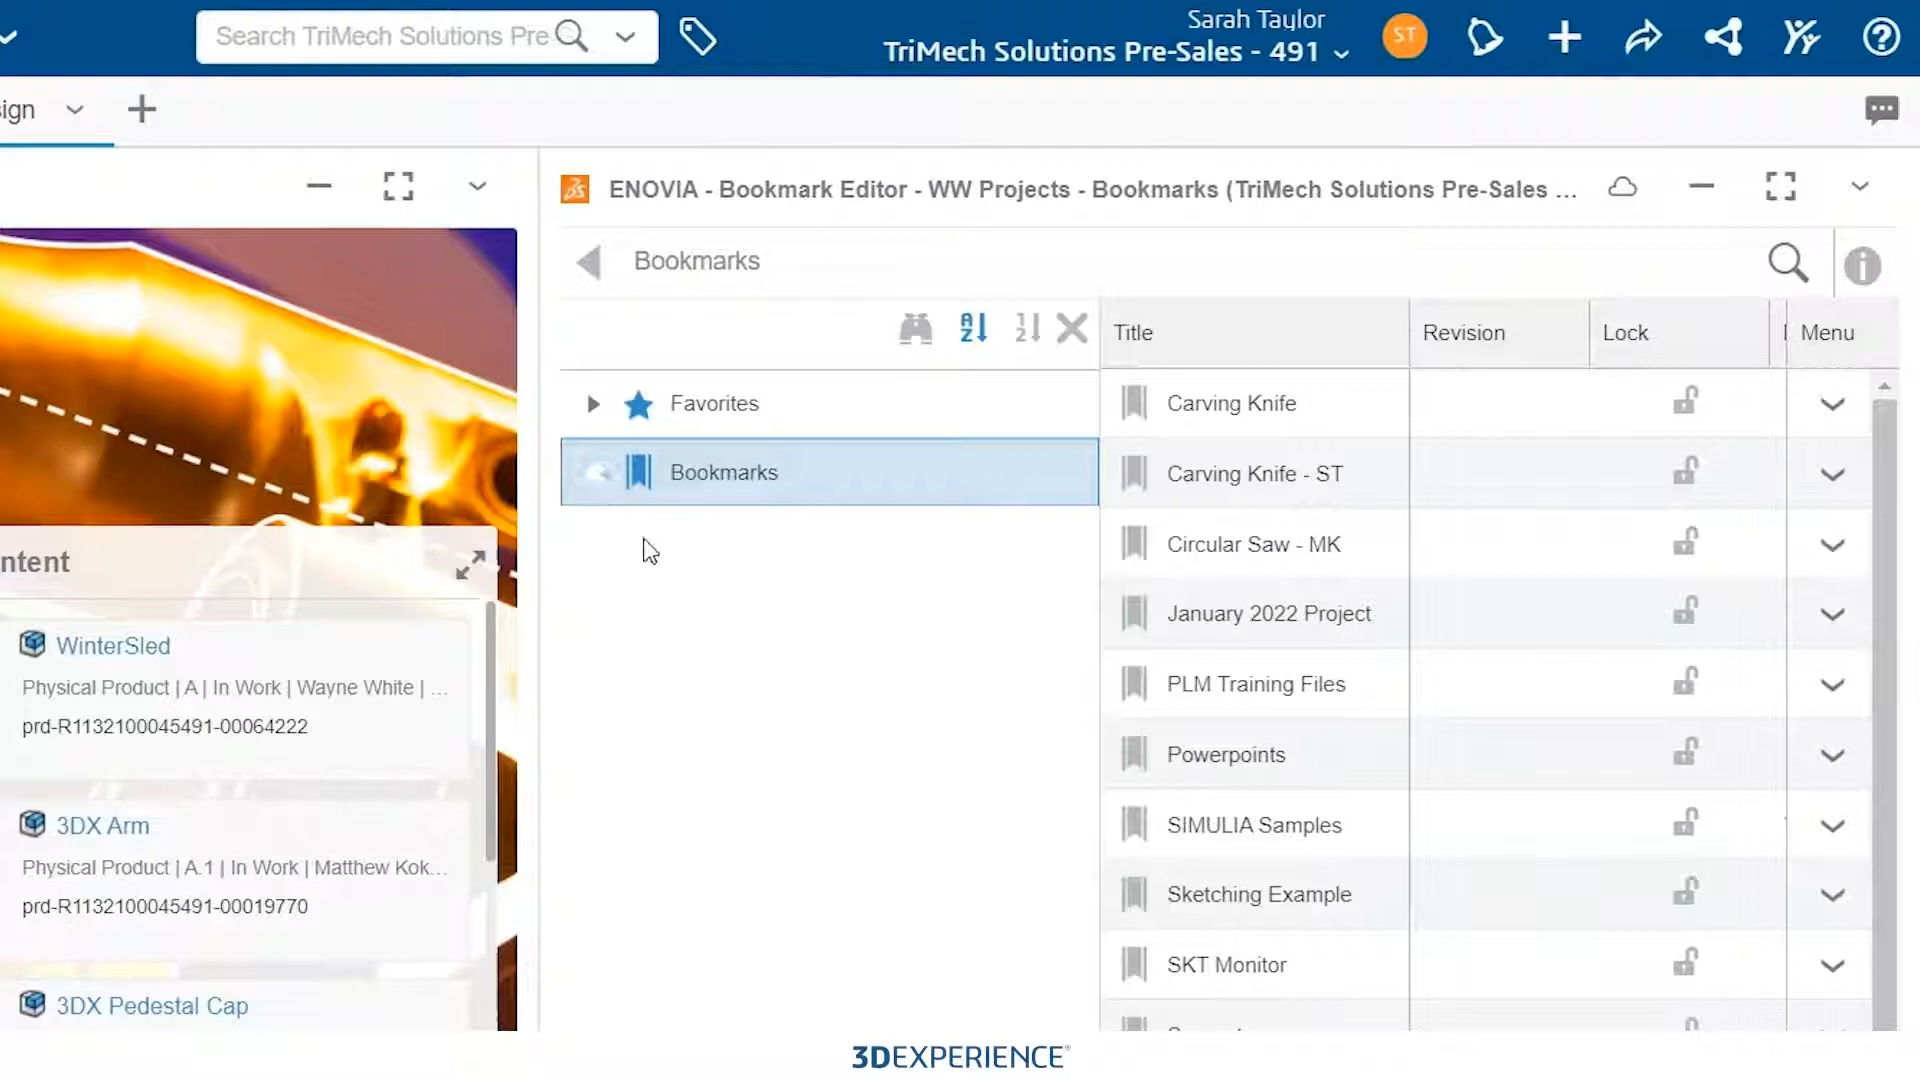 Search TriMech Solutions Pre
Sarah Taylor
TriMech Solutions Pre-Sales - 491
ST
ign
ENOVIA - Bookmark Editor - WW Projects - Bookmarks (TriMech Solutions Pre-Sales ...
Bookmarks
Title
Revision
Lock
Menu
Favorites
Bookmarks
Carving Knife
Carving Knife - ST
Circular Saw - MK
January 2022 Project
PLM Training Files
Powerpoints
SIMULIA Samples
Sketching Example
SKT Monitor
ntent
WinterSled
Physical Product | A | In Work | Wayne White | ...
prd-R1132100045491-00064222
3DX Arm
Physical Product | A.1 | In Work | Matthew Kok...
prd-R1132100045491-00019770
3DX Pedestal Cap
3DEXPERIENCE®